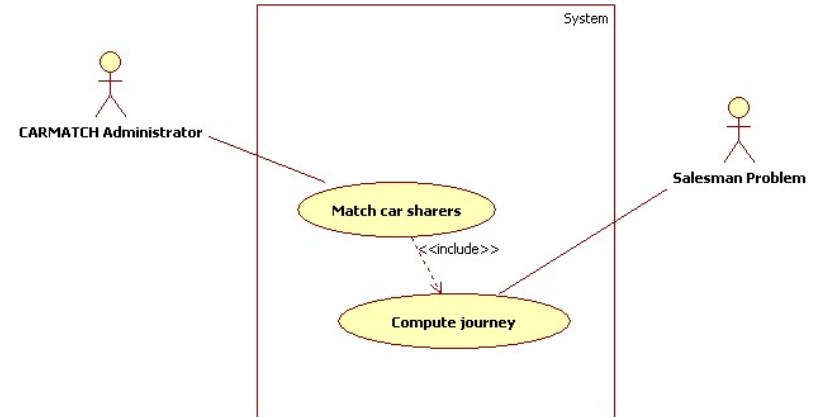 System
CARMATCH Administrator
Salesman Problem
Match car sharers
<<include>>
Compute journey